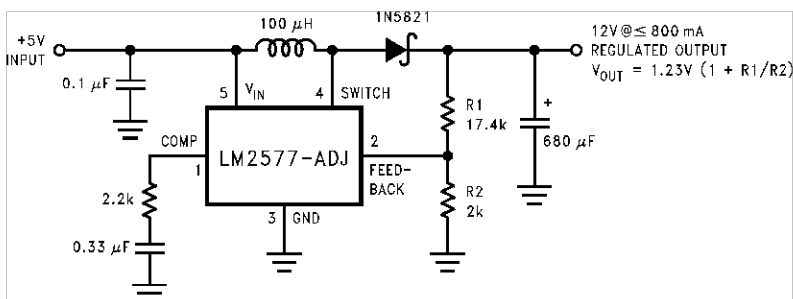 +5V
INPUT
100 μH
1N5821
12V@≤ 800 mA
REGULATED OUTPUT
V_OUT = 1.23V (1 + R1/R2)
0.1 μF
5
V_IN
4
SWITCH
R1
17.4k
+
680 μF
COMP
1
LM2577-ADJ
2
FEED-
BACK
2.2k
R2
2k
3
GND
0.33 μF